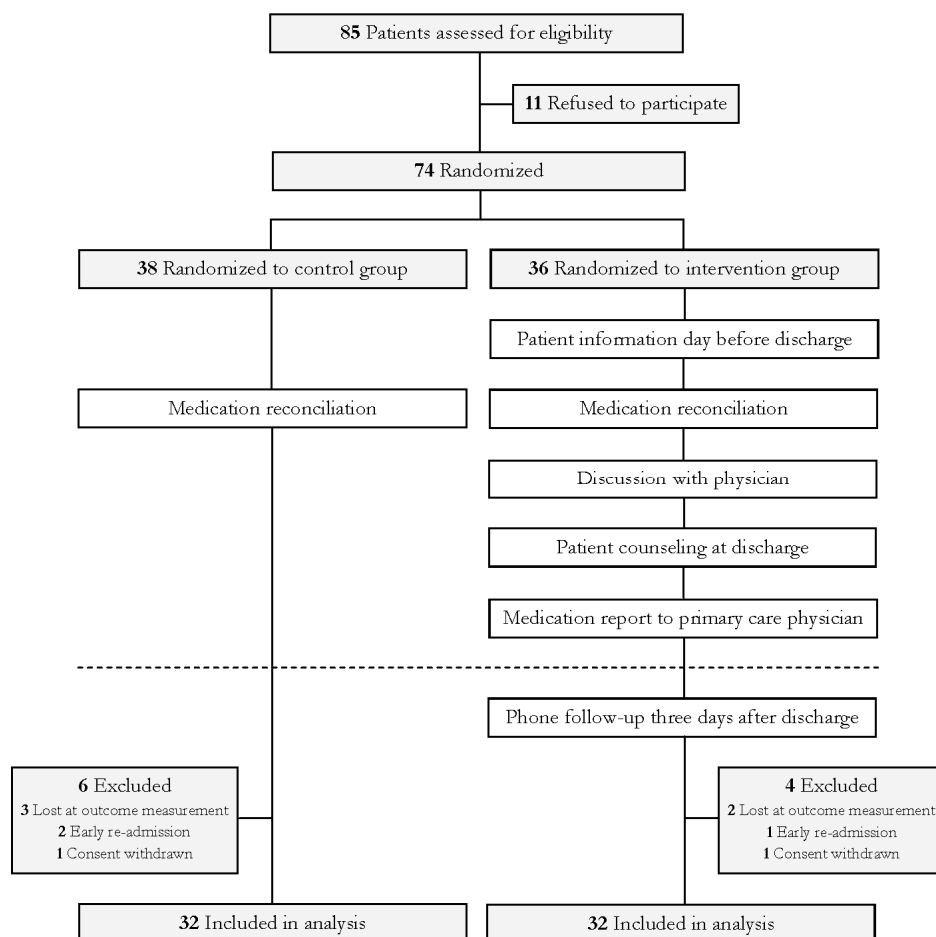 85 Patients assessed for eligibility
11 Refused to participate
74 Randomized
38 Randomized to control group
36 Randomized to intervention group
Patient information day before discharge
Medication reconciliation
Medication reconciliation
Discussion with physician
Patient counseling at discharge
Medication report to primary care physician
Phone follow-up three days after discharge
6 Excluded
3 Lost at outcome measurement
2 Early re-admission
1 Consent withdrawn
4 Excluded
2 Lost at outcome measurement
1 Early re-admission
1 Consent withdrawn
32 Included in analysis
32 Included in analysis